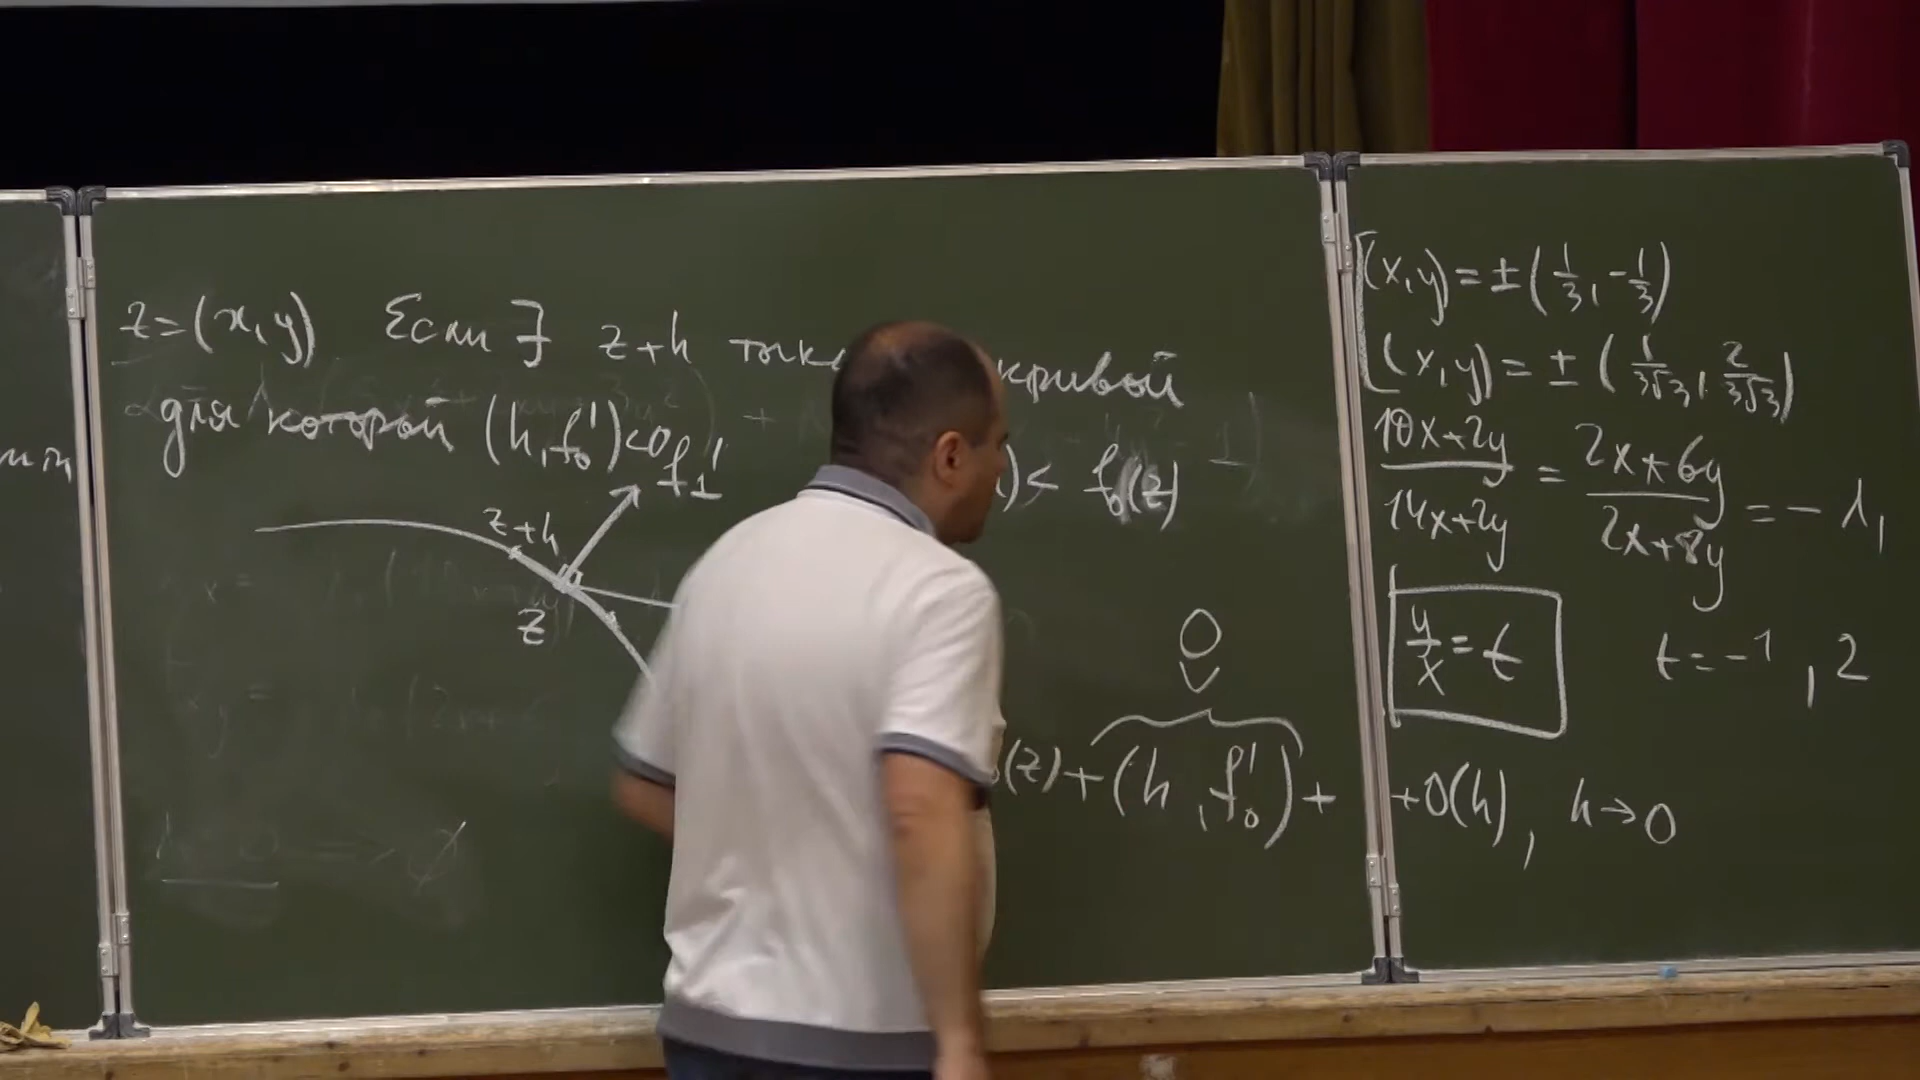 z=(x,y) Если ∃ z+h точка кривой
для которой (h,f₀')<0 ) < f₀(z)
f₁'
z+h
z
0
∨
(z)+(h,f₀')+
(x,y)=±(1/3,-1/3)
(x,y)=±(1/(3√3),2/(3√3))
(10x+2y)/(14x+2y) = (2x+6y)/(2x+8y) = -λ₁
y/x=t t=-1,2
+o(h), h→0